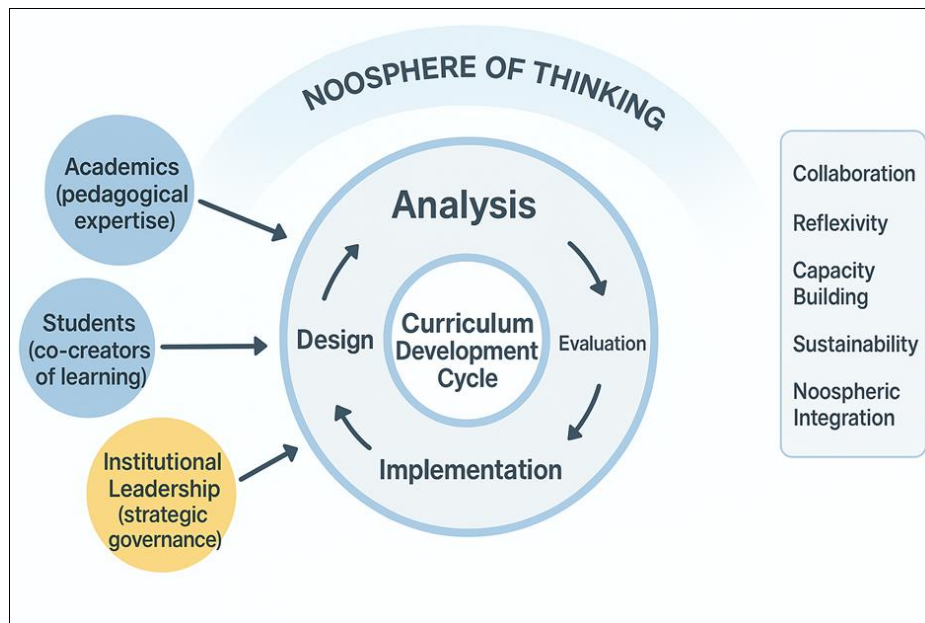 NOOSPHERE OF THINKING
Academics
(pedagogical
expertise)
Students
(co-creators
of learning)
Institutional
Leadership
(strategic
governance)
Analysis
Design
Curriculum
Development
Cycle
Evaluation
Implementation
Collaboration
Reflexivity
Capacity
Building
Sustainability
Noospheric
Integration